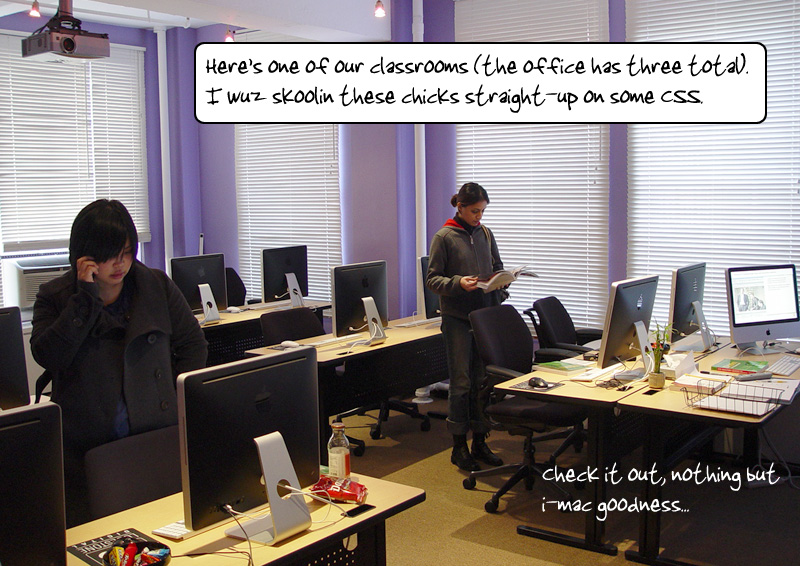 Here's one of our classrooms (the office has three total).
I wuz skoolin these chicks straight-up on some CSS.
Check it out, nothing but
i-mac goodness...